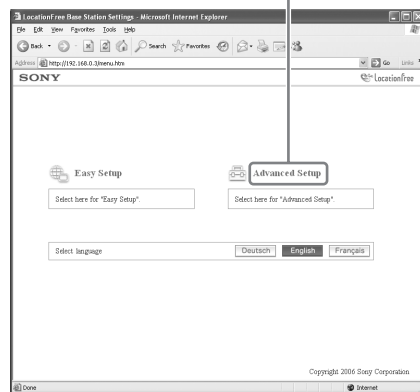 LocationFree Base Station Settings - Microsoft Internet Explorer
File Edit View Favorites Tools Help
Back Search Favorites
Address http://192.168.0.3/menu.htm Go Links
SONY LocationFree
Easy Setup Advanced Setup
Select here for "Easy Setup". Select here for "Advanced Setup".
Select language Deutsch English Français
Copyright 2006 Sony Corporation
Done Internet